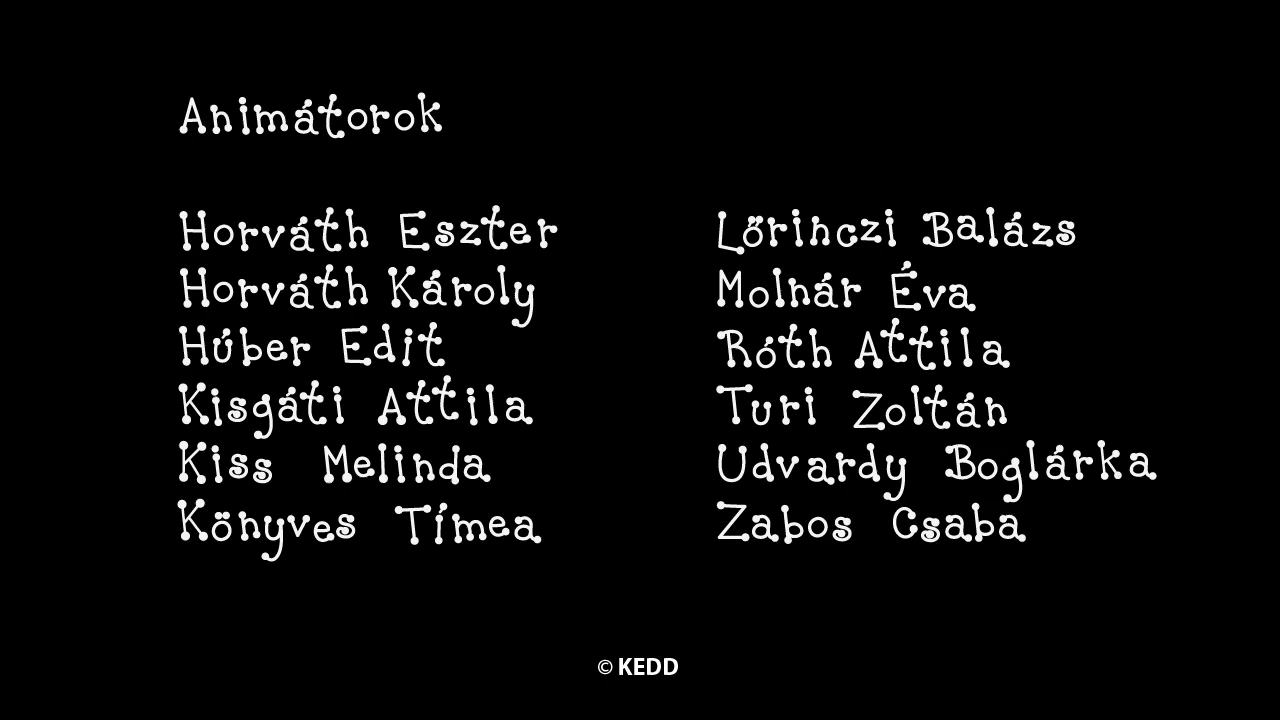 Animátorok
Horváth Eszter
Horváth Károly
Húber Edit
Kisgáti Attila
Kiss Melinda
Könyves Tímea
Lőrinczi Balázs
Molnár Éva
Róth Attila
Turi Zoltán
Udvardy Boglárka
Zabos Csaba
© KEDD